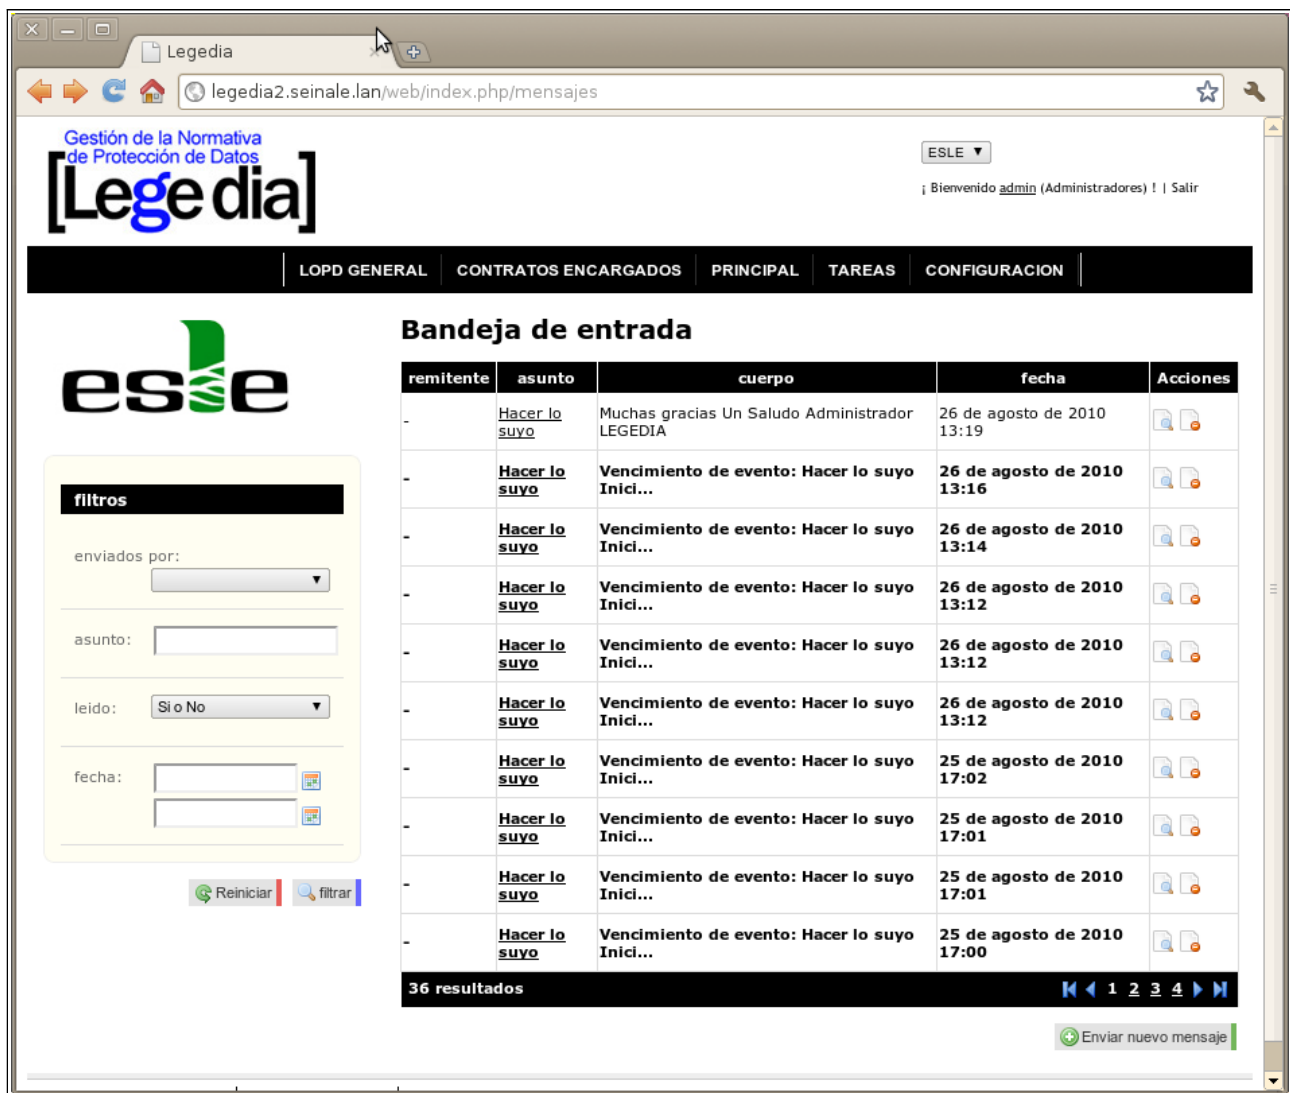 Legedia
legedia2.seinale.lan/web/index.php/mensajes
Gestión de la Normativa
de Protección de Datos
[Legedia]
ESLE
¡ Bienvenido admin (Administradores) ! | Salir
LOPD GENERAL CONTRATOS ENCARGADOS PRINCIPAL TAREAS CONFIGURACION
esle
filtros
enviados por:
asunto:
leido: Si o No
fecha:
Reiniciar filtrar
Bandeja de entrada
remitente asunto cuerpo fecha Acciones
- Hacer lo Muchas gracias Un Saludo Administrador 26 de agosto de 2010
suyo LEGEDIA 13:19
- Hacer lo Vencimiento de evento: Hacer lo suyo 26 de agosto de 2010
suyo Inici... 13:16
- Hacer lo Vencimiento de evento: Hacer lo suyo 26 de agosto de 2010
suyo Inici... 13:14
- Hacer lo Vencimiento de evento: Hacer lo suyo 26 de agosto de 2010
suyo Inici... 13:12
- Hacer lo Vencimiento de evento: Hacer lo suyo 26 de agosto de 2010
suyo Inici... 13:12
- Hacer lo Vencimiento de evento: Hacer lo suyo 26 de agosto de 2010
suyo Inici... 13:12
- Hacer lo Vencimiento de evento: Hacer lo suyo 25 de agosto de 2010
suyo Inici... 17:02
- Hacer lo Vencimiento de evento: Hacer lo suyo 25 de agosto de 2010
suyo Inici... 17:01
- Hacer lo Vencimiento de evento: Hacer lo suyo 25 de agosto de 2010
suyo Inici... 17:01
- Hacer lo Vencimiento de evento: Hacer lo suyo 25 de agosto de 2010
suyo Inici... 17:00
36 resultados 1 2 3 4
Enviar nuevo mensaje